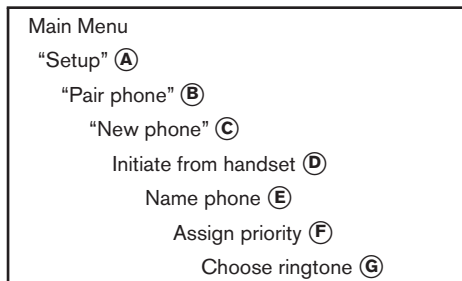 Main Menu
“Setup” Ⓐ
“Pair phone” Ⓑ
“New phone” Ⓒ
Initiate from handset Ⓓ
Name phone Ⓔ
Assign priority Ⓕ
Choose ringtone Ⓖ